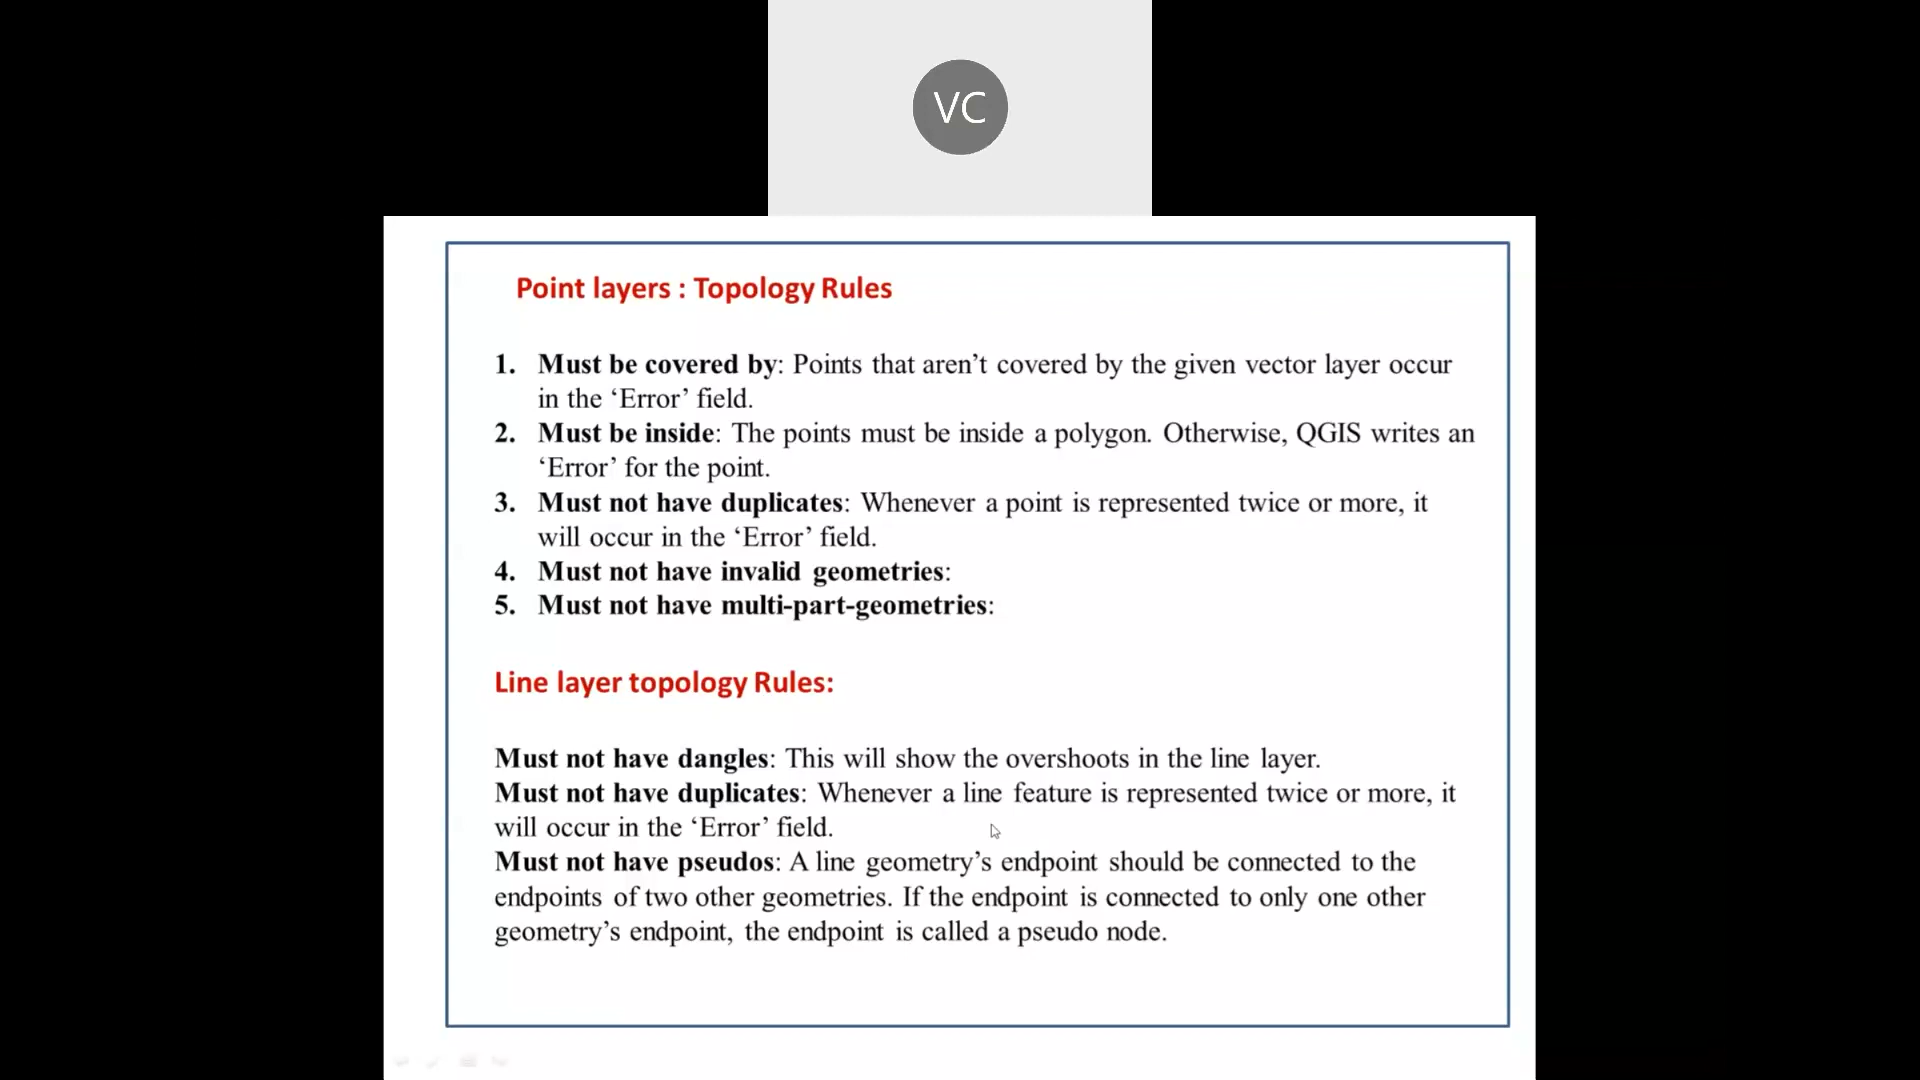 VC
Point layers : Topology Rules
1. Must be covered by: Points that aren’t covered by the given vector layer occur
in the ‘Error’ field.
2. Must be inside: The points must be inside a polygon. Otherwise, QGIS writes an
‘Error’ for the point.
3. Must not have duplicates: Whenever a point is represented twice or more, it
will occur in the ‘Error’ field.
4. Must not have invalid geometries:
5. Must not have multi-part-geometries:
Line layer topology Rules:
Must not have dangles: This will show the overshoots in the line layer.
Must not have duplicates: Whenever a line feature is represented twice or more, it
will occur in the ‘Error’ field.
Must not have pseudos: A line geometry’s endpoint should be connected to the
endpoints of two other geometries. If the endpoint is connected to only one other
geometry’s endpoint, the endpoint is called a pseudo node.